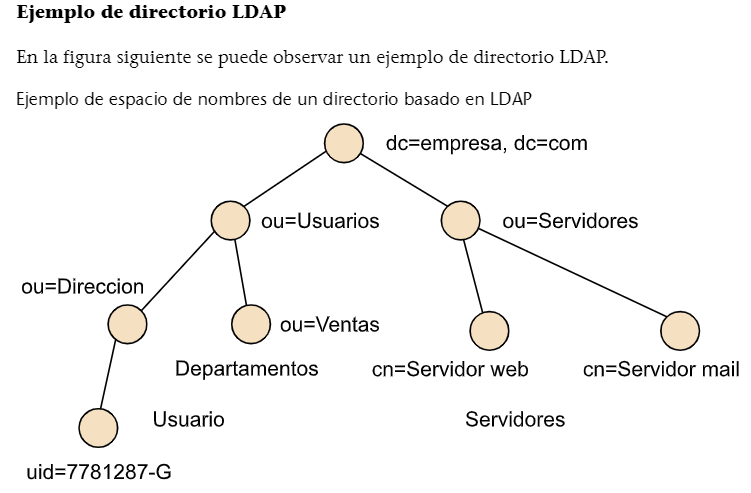 Ejemplo de directorio LDAP
En la figura siguiente se puede observar un ejemplo de directorio LDAP.
Ejemplo de espacio de nombres de un directorio basado en LDAP
dc=empresa, dc=com
ou=Usuarios
ou=Servidores
ou=Direccion
ou=Ventas
Departamentos
cn=Servidor web
cn=Servidor mail
Usuario
Servidores
uid=7781287-G